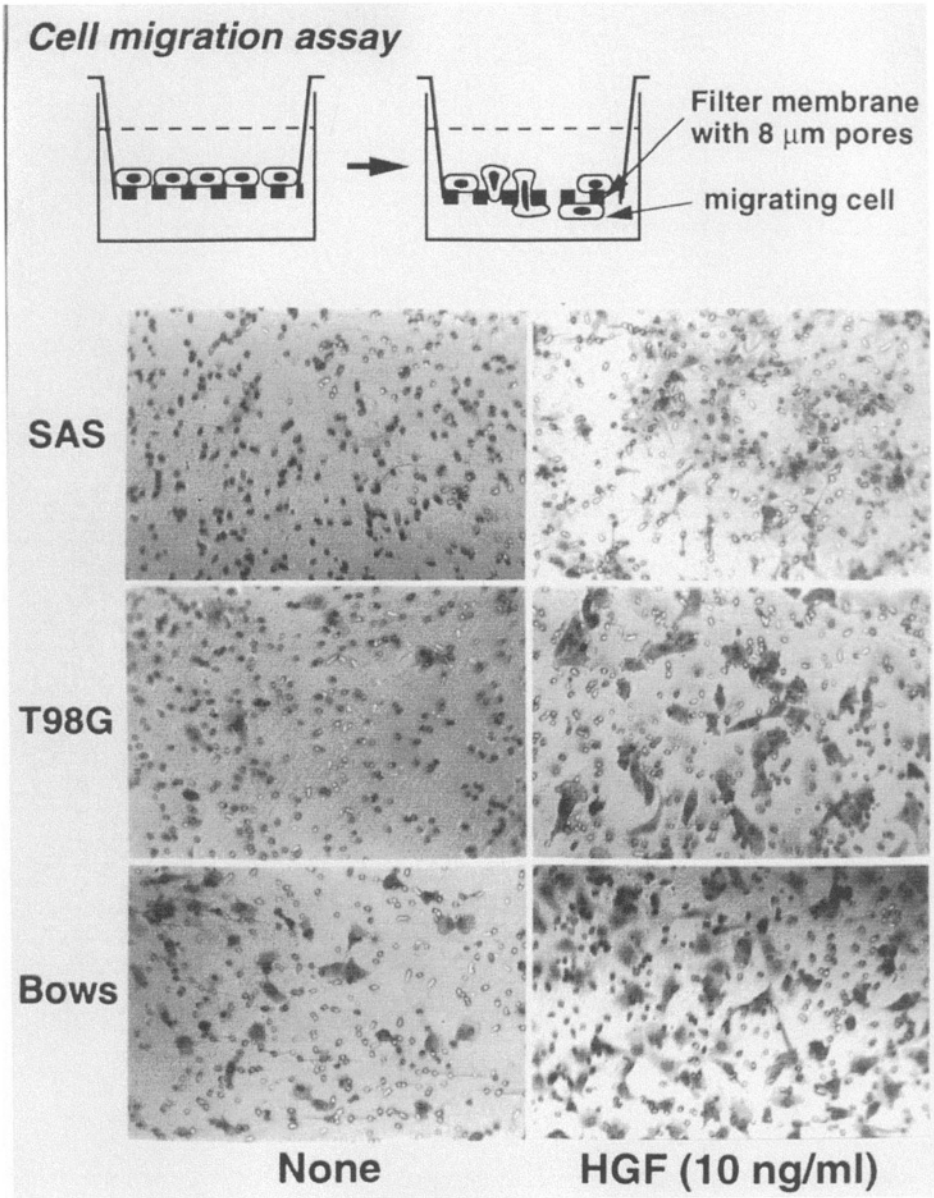 Cell migration assay
Filter membrane
with 8 μm pores
migrating cell
SAS
T98G
Bows
None
HGF (10 ng/ml)